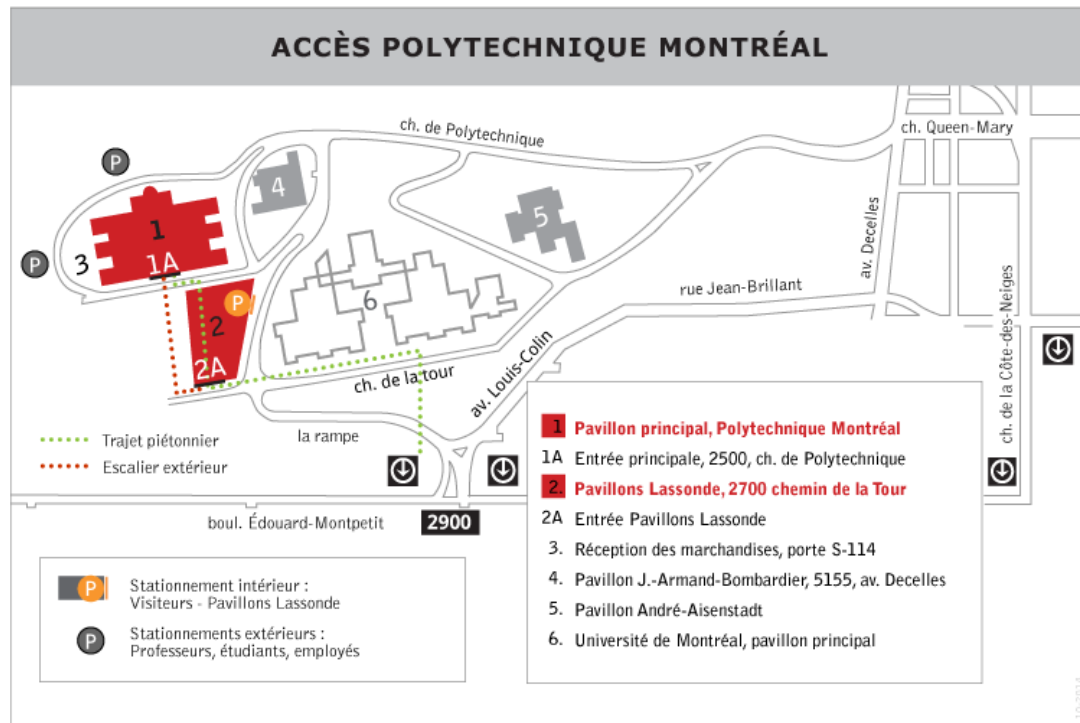 ACCÈS POLYTECHNIQUE MONTRÉAL
ch. de Polytechnique
ch. Queen-Mary
P
4
1
5
av. Decelles
P
3
1A
rue Jean-Brillant
ch. de la Côte-des-Neiges
P
6
2
2A
ch. de la tour
av. Louis-Colin
Trajet piétonnier
la rampe
Escalier extérieur
boul. Édouard-Montpetit
2900
1 Pavillon principal, Polytechnique Montréal
1A Entrée principale, 2500, ch. de Polytechnique
2. Pavillons Lassonde, 2700 chemin de la Tour
2A Entrée Pavillons Lassonde
3. Réception des marchandises, porte S-114
4. Pavillon J.-Armand-Bombardier, 5155, av. Decelles
5. Pavillon André-Aisenstadt
6. Université de Montréal, pavillon principal
P Stationnement intérieur :
Visiteurs - Pavillons Lassonde
P Stationnements extérieurs :
Professeurs, étudiants, employés